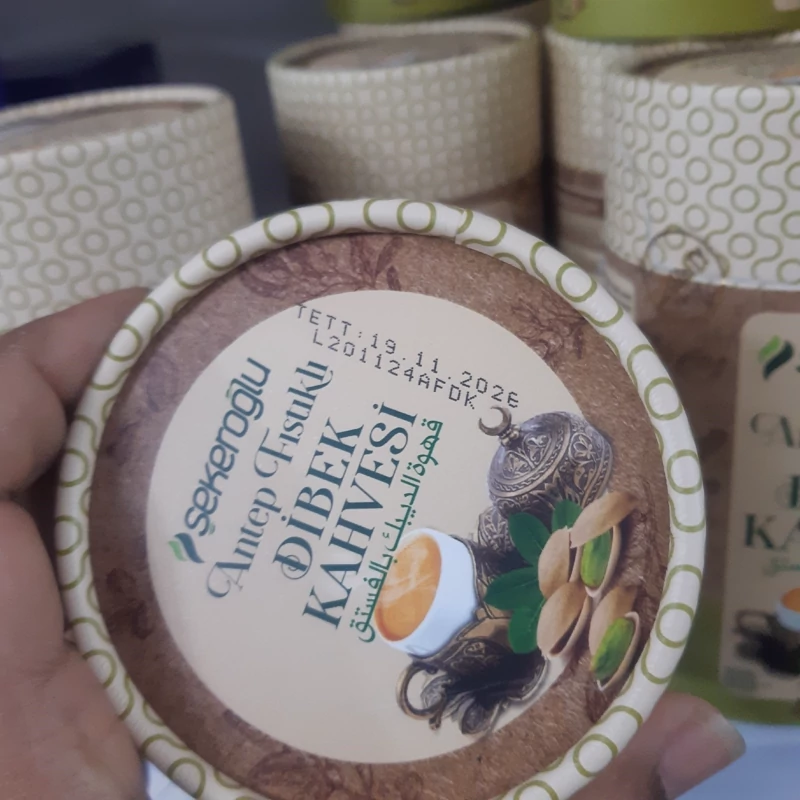 TETT:19.11.2026
L201124AFDK
şekeroğlu
Antep Fıstıklı
DİBEK
KAHVESİ
قهوة الديبك بالفستق